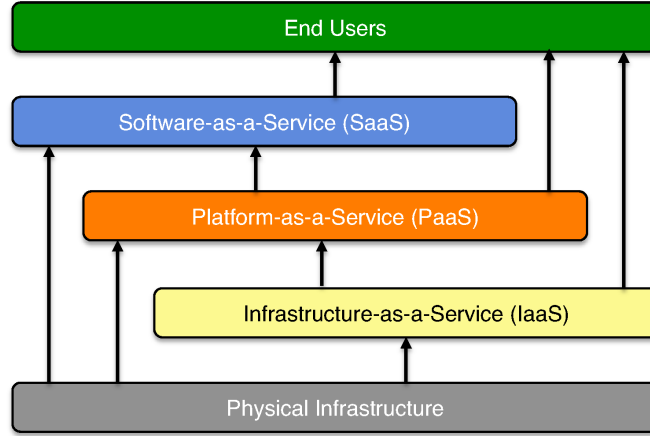 End Users
Software-as-a-Service (SaaS)
Platform-as-a-Service (PaaS)
Infrastructure-as-a-Service (IaaS)
Physical Infrastructure